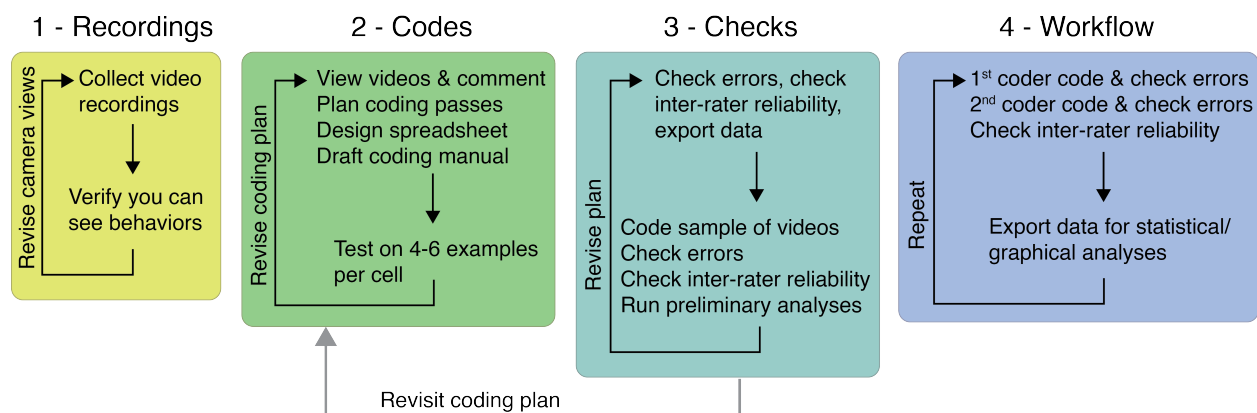 1 - Recordings
Revise camera views
Collect video
recordings
Verify you can
see behaviors
2 - Codes
Revise coding plan
View videos & comment
Plan coding passes
Design spreadsheet
Draft coding manual
Test on 4-6 examples
per cell
3 - Checks
Revise plan
Check errors, check
inter-rater reliability,
export data
Code sample of videos
Check errors
Check inter-rater reliability
Run preliminary analyses
4 - Workflow
Repeat
1st coder code & check errors
2nd coder code & check errors
Check inter-rater reliability
Export data for statistical/
graphical analyses
Revisit coding plan